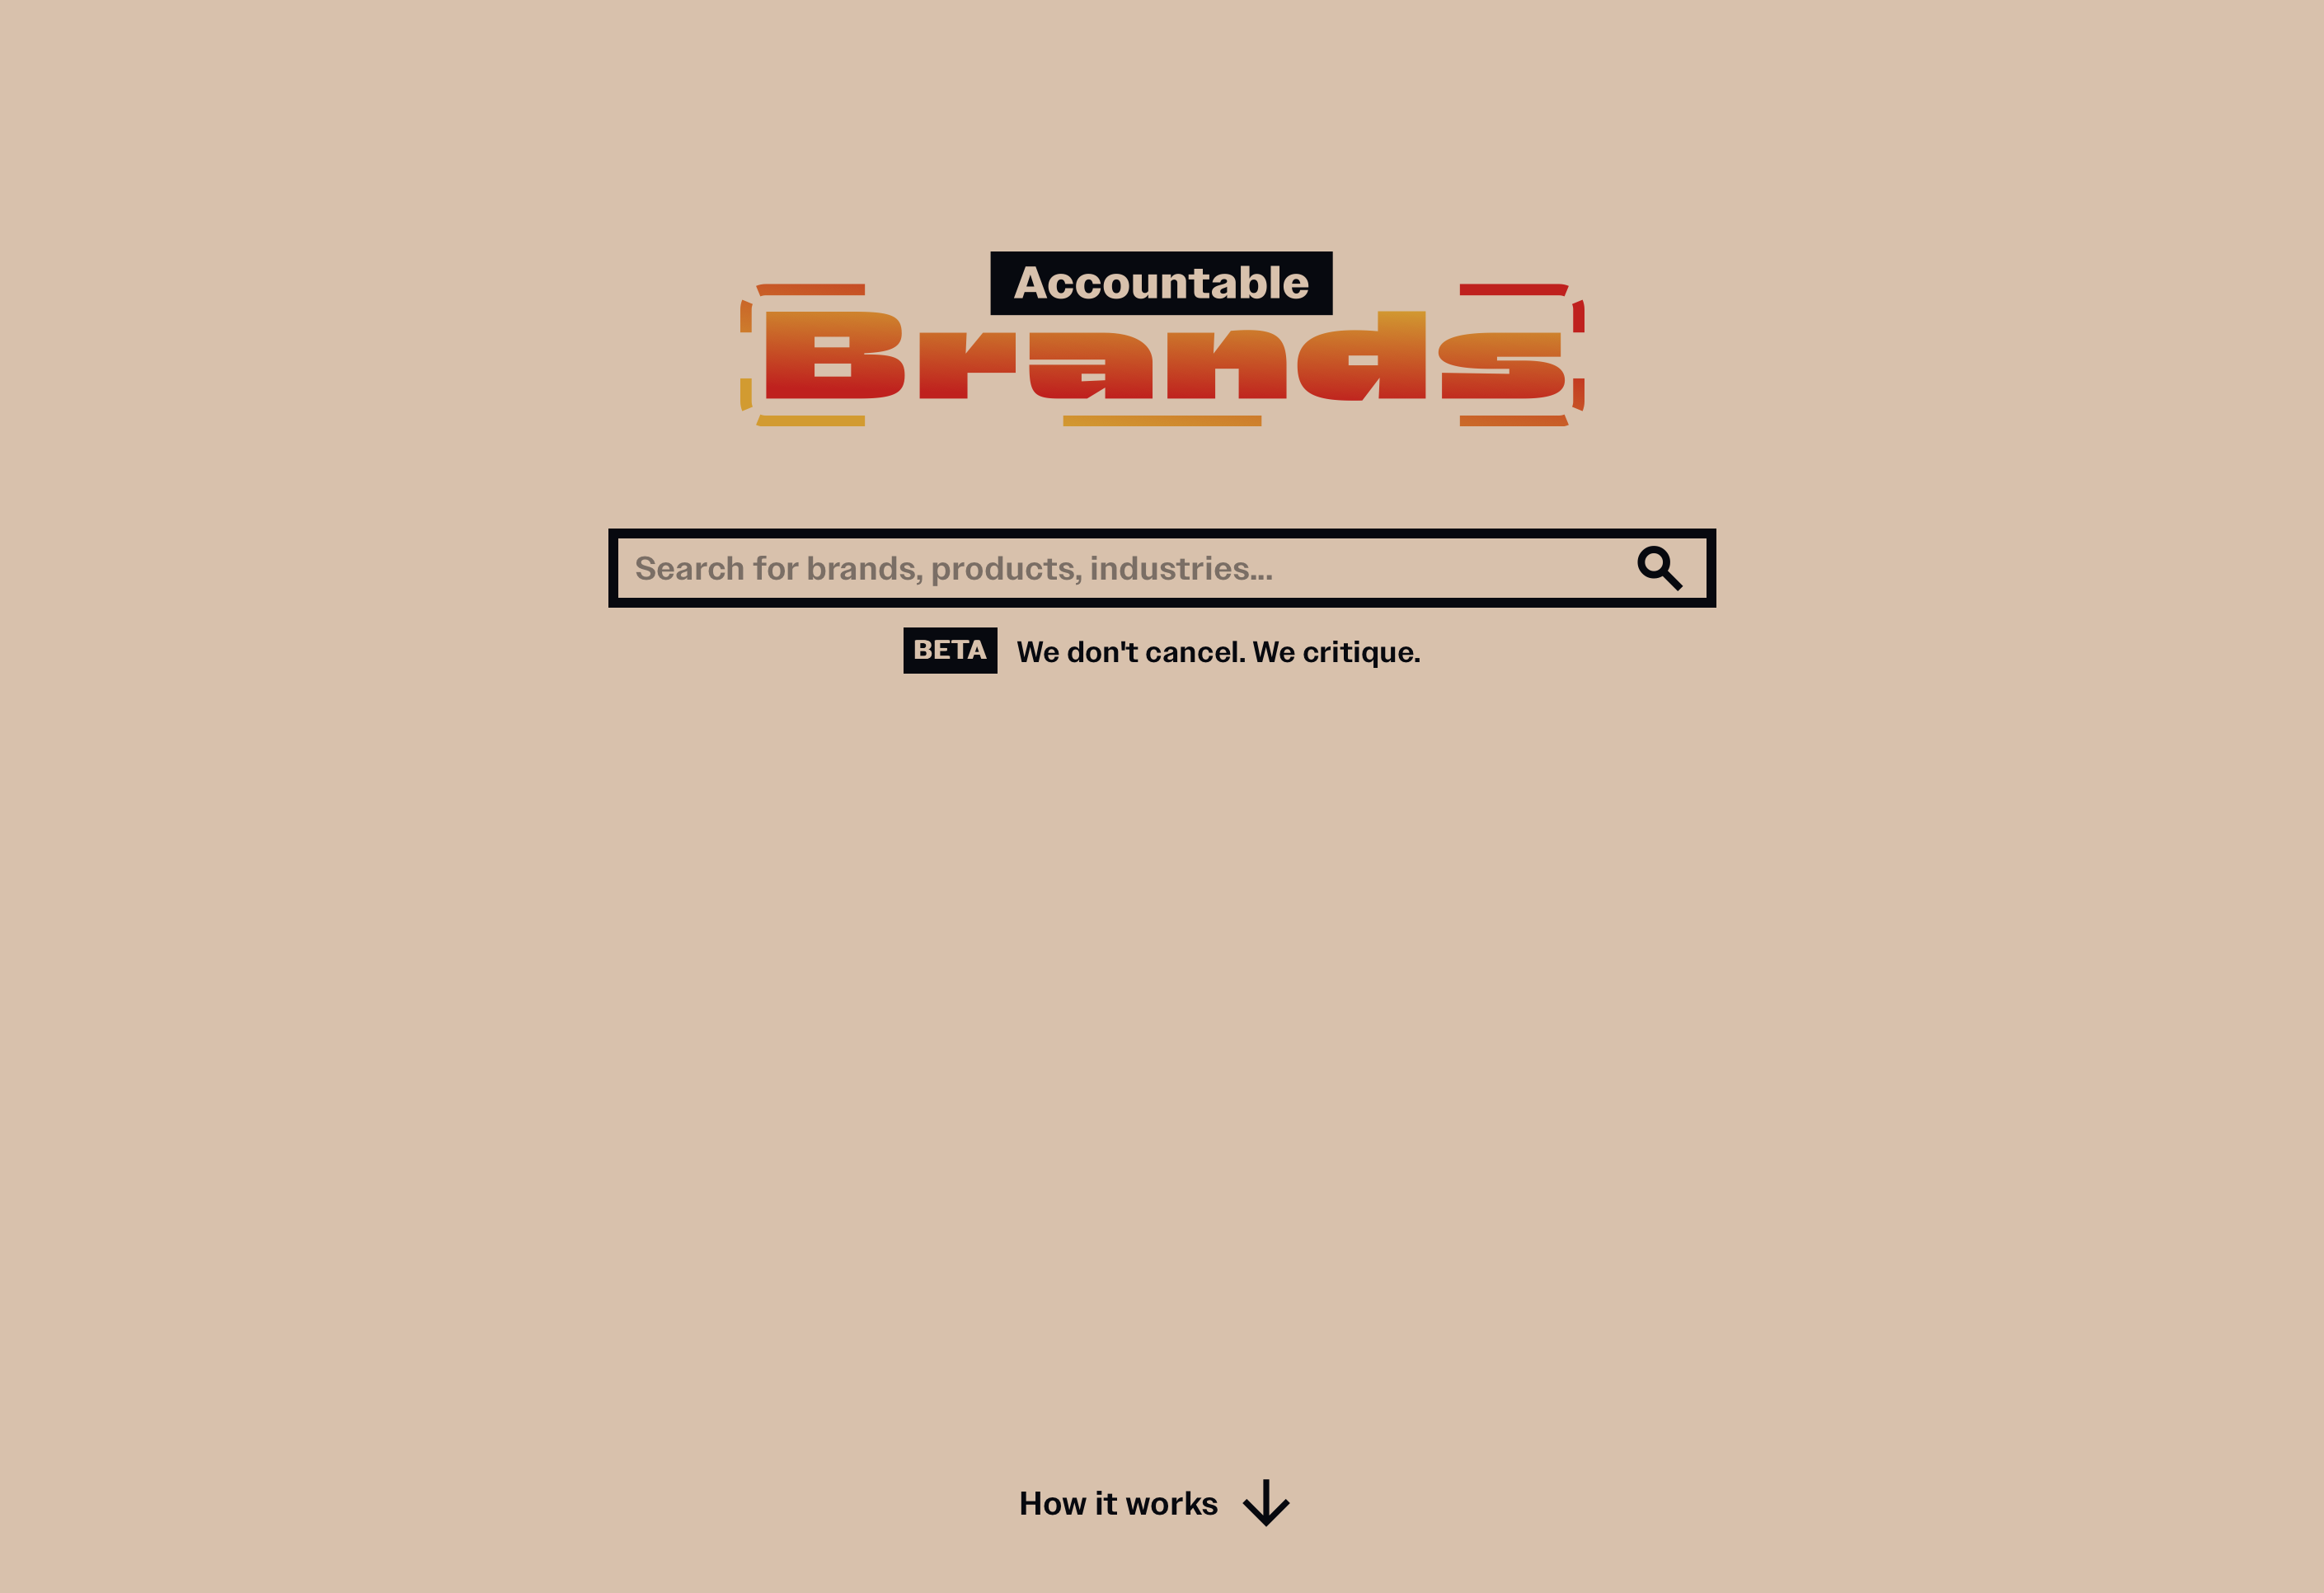 Accountable
Brands
Search for brands, products, industries...
BETA We don't cancel. We critique.
How it works